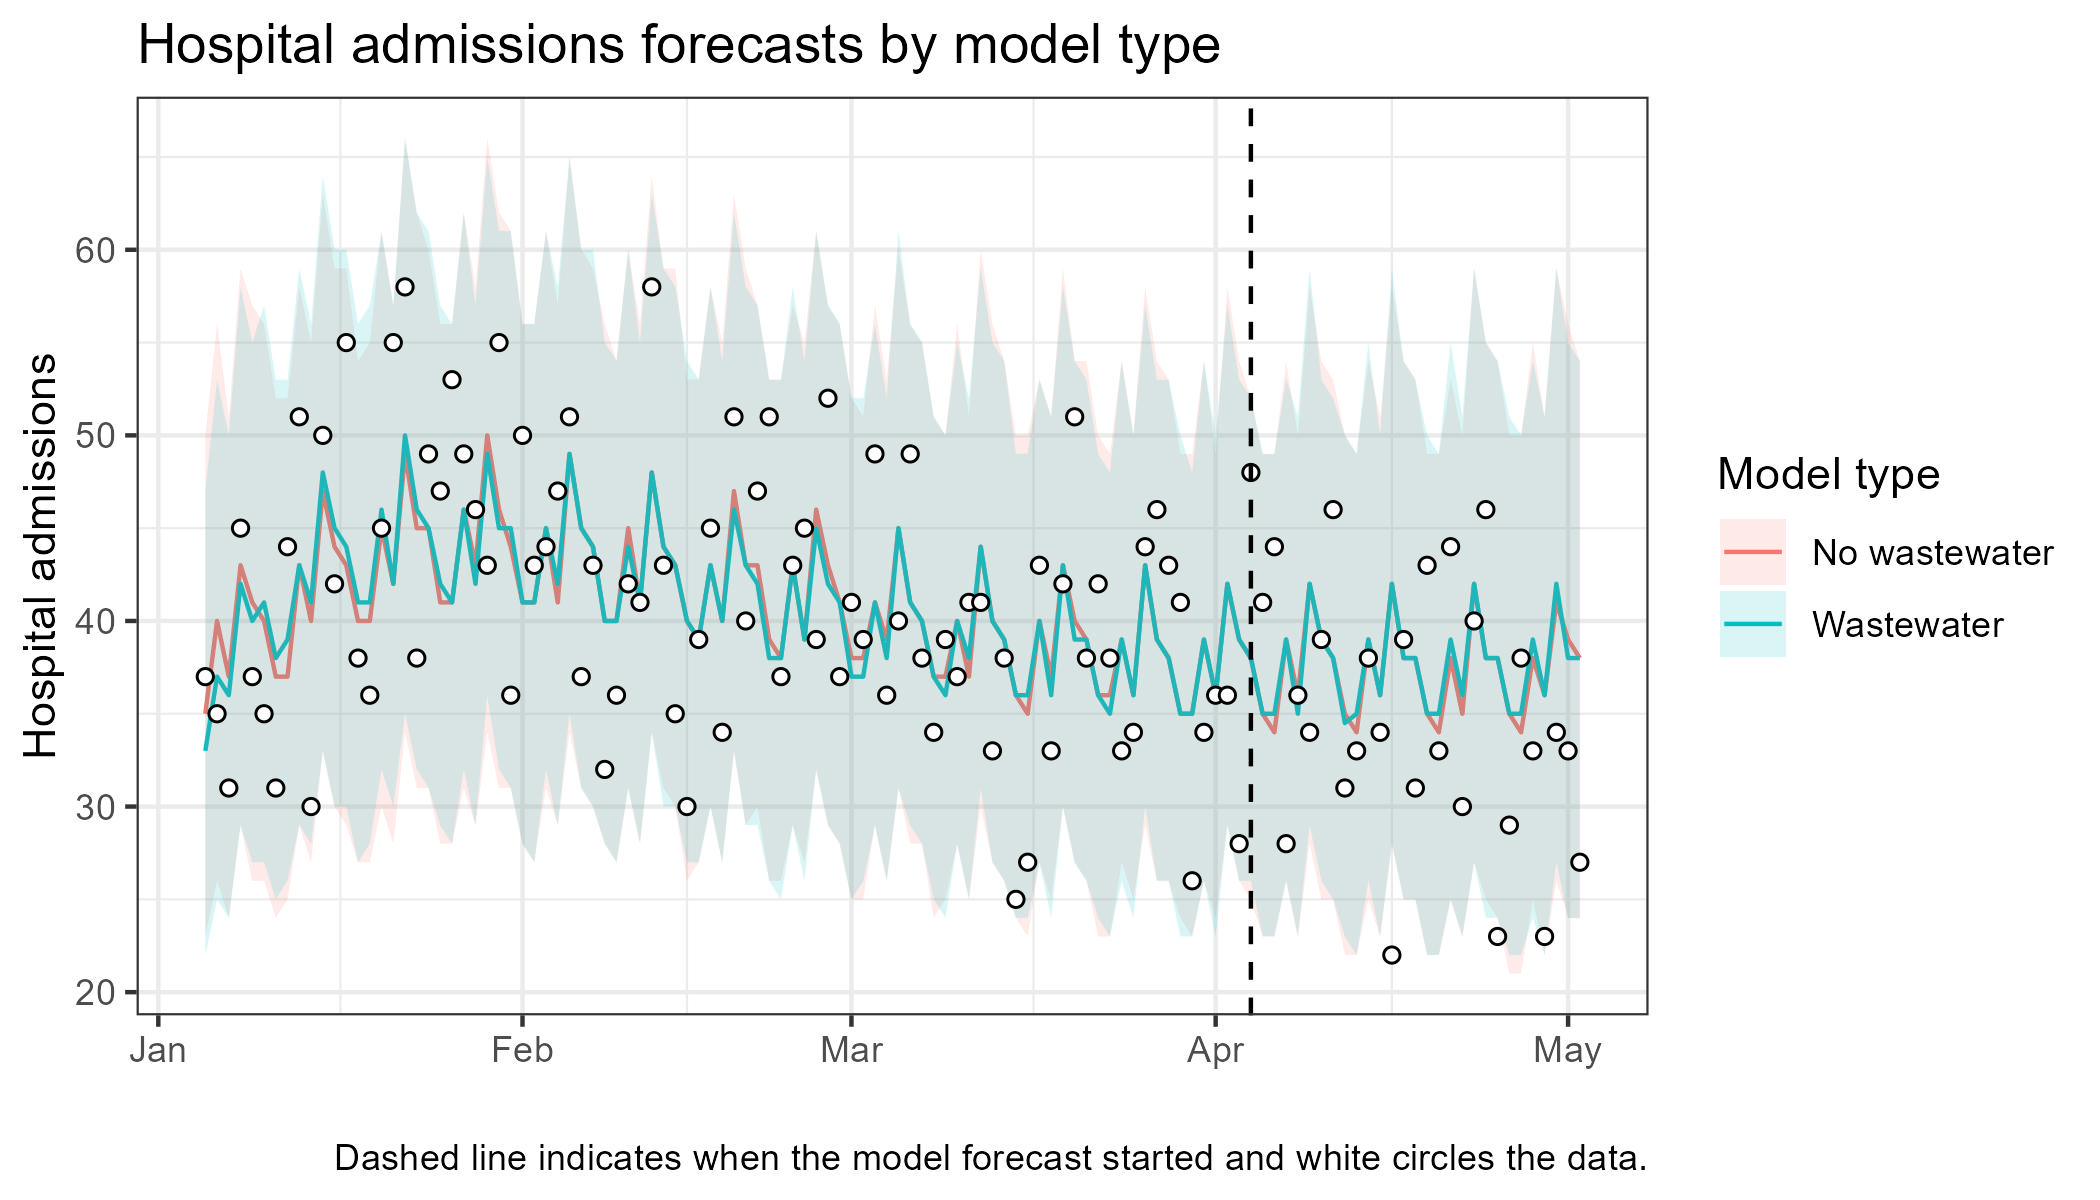 Hospital admissions forecasts by model type
Hospital admissions
60
50
40
30
20
Jan Feb Mar Apr May
Model type
No wastewater
Wastewater
Dashed line indicates when the model forecast started and white circles the data.